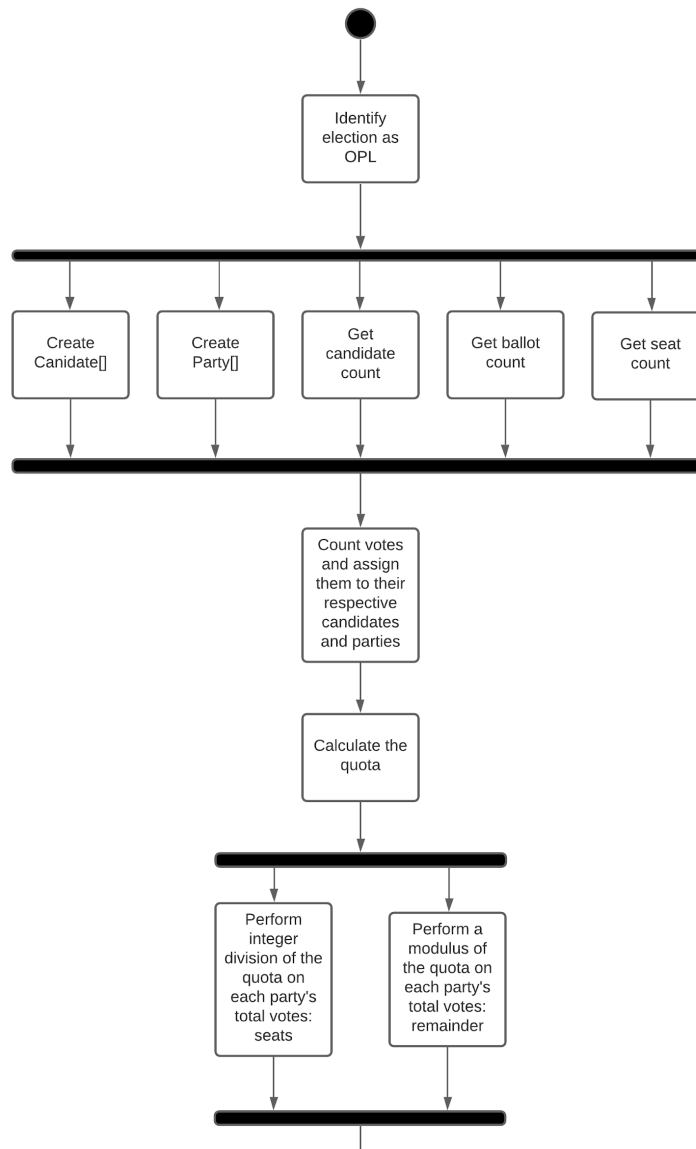 Identify
election as
OPL
Create
Canidate[]
Create
Party[]
Get
candidate
count
Get ballot
count
Get seat
count
Count votes
and assign
them to their
respective
candidates
and parties
Calculate the
quota
Perform
integer
division of the
quota on
each party's
total votes:
seats
Perform a
modulus of
the quota on
each party's
total votes:
remainder